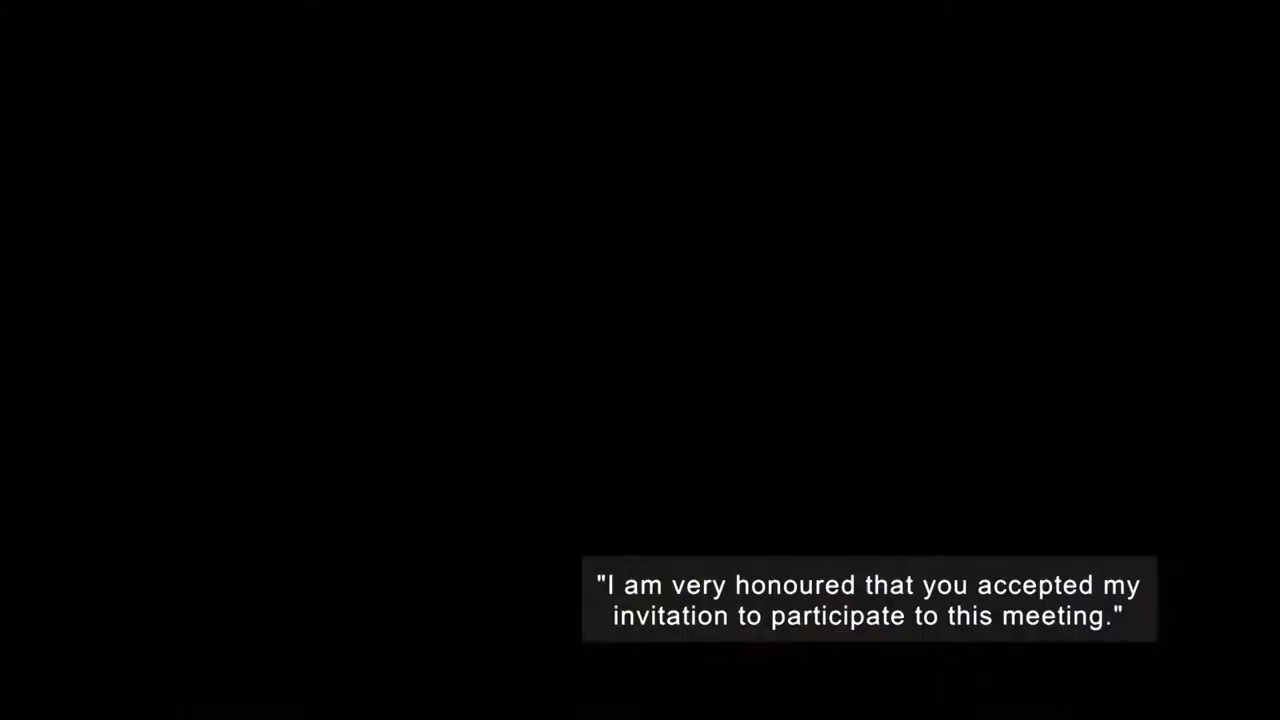 "I am very honoured that you accepted my
invitation to participate to this meeting."